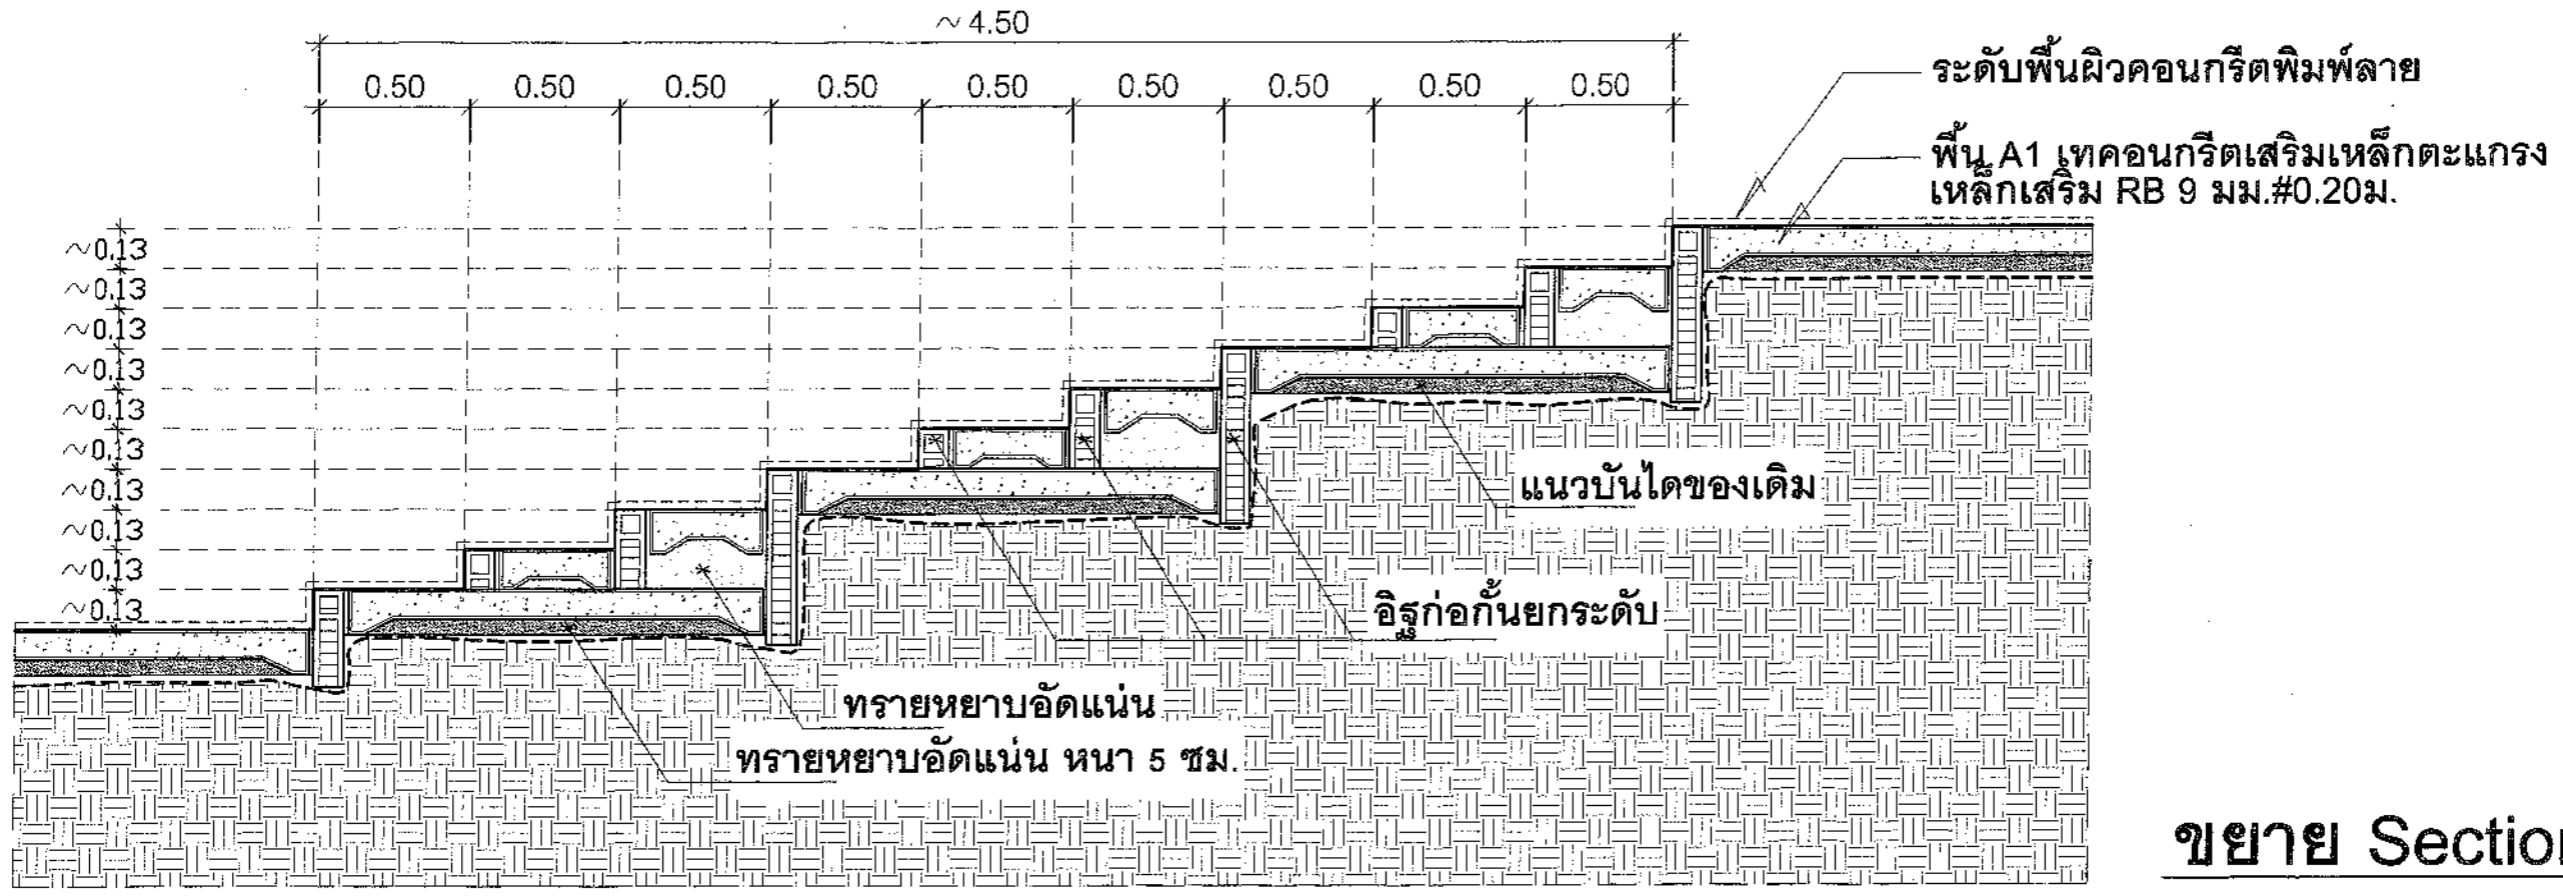 ~4.50
0.50 0.50 0.50 0.50 0.50 0.50 0.50 0.50 0.50
ระดับพื้นผิวคอนกรีตพิมพ์ลาย
พื้น A1 เทคอนกรีตเสริมเหล็กตะแกรง
เหล็กเสริม RB 9 มม.#0.20ม.
~0.13
~0.13
~0.13
~0.13
~0.13
~0.13
~0.13
~0.13
~0.13
~0.13
แนวบันไดของเดิม
อิฐก่อกั้นยกระดับ
ทรายหยาบอัดแน่น
ทรายหยาบอัดแน่น หนา 5 ซม.
ขยาย Section